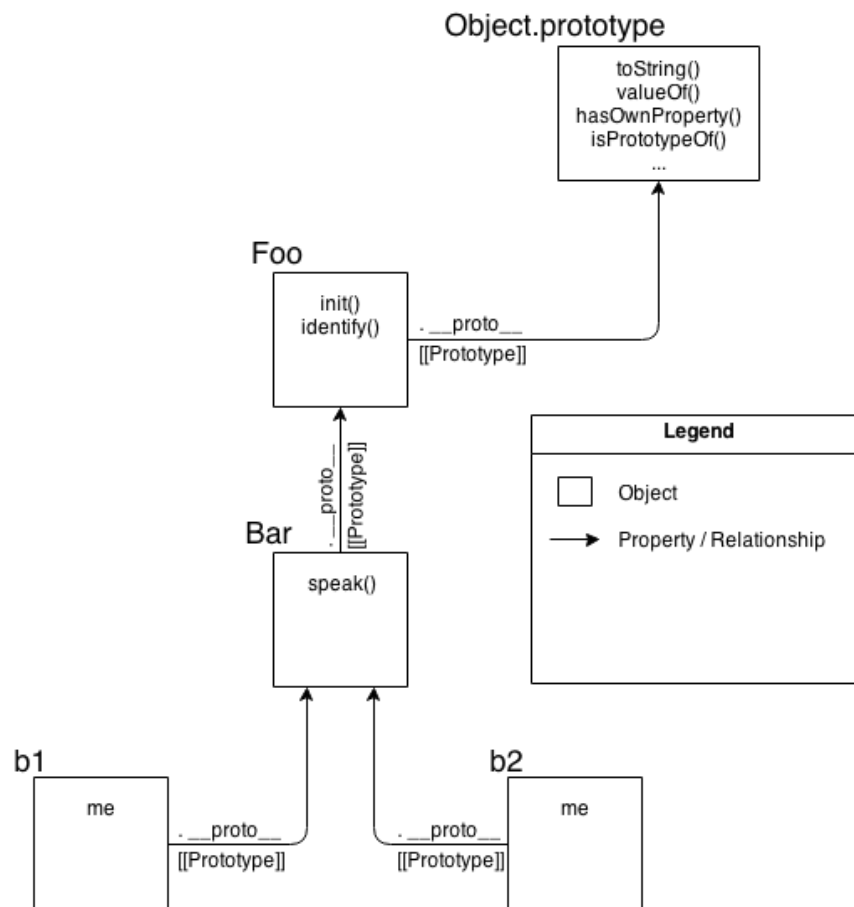 Object.prototype
toString()
valueOf()
hasOwnProperty()
isPrototypeOf()
...
Foo
init()
identify()
. __proto__
[[Prototype]]
. __proto__
[[Prototype]]
Legend
Object
Property / Relationship
Bar
speak()
b1
me
. __proto__
[[Prototype]]
. __proto__
[[Prototype]]
b2
me